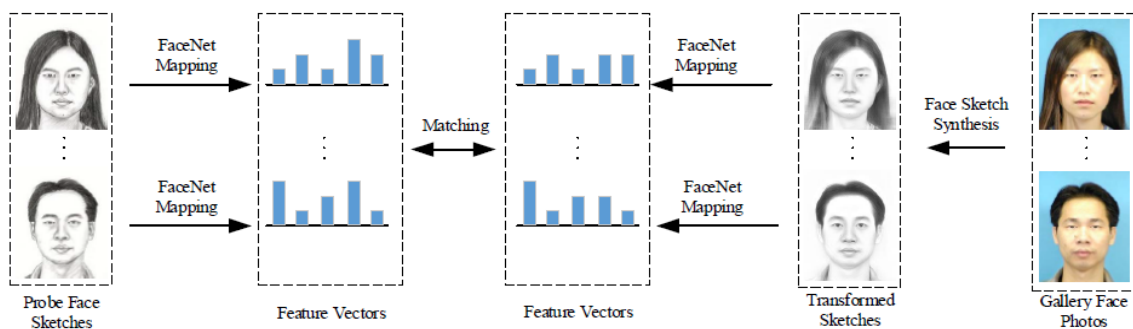 FaceNet
Mapping
FaceNet
Mapping
Matching
FaceNet
Mapping
FaceNet
Mapping
Face Sketch
Synthesis
Probe Face
Sketches
Feature Vectors
Feature Vectors
Transformed
Sketches
Gallery Face
Photos